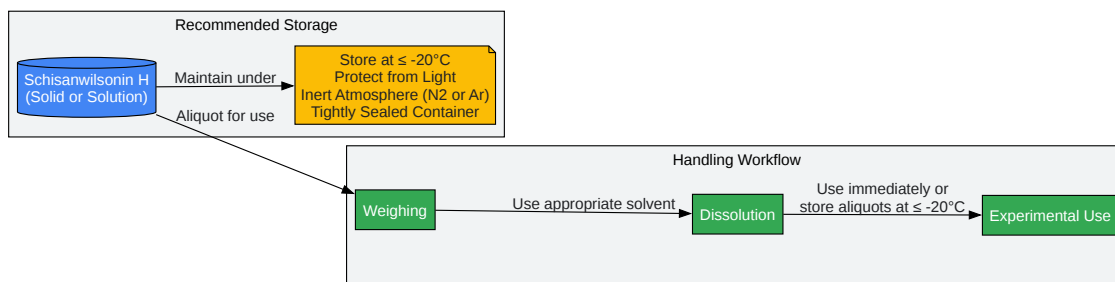 Recommended Storage
Schisanwilsonin H
(Solid or Solution)
Maintain under
Store at ≤ -20°C
Protect from Light
Inert Atmosphere (N2 or Ar)
Tightly Sealed Container
Aliquot for use
Handling Workflow
Weighing
Use appropriate solvent
Dissolution
Use immediately or
store aliquots at ≤ -20°C
Experimental Use